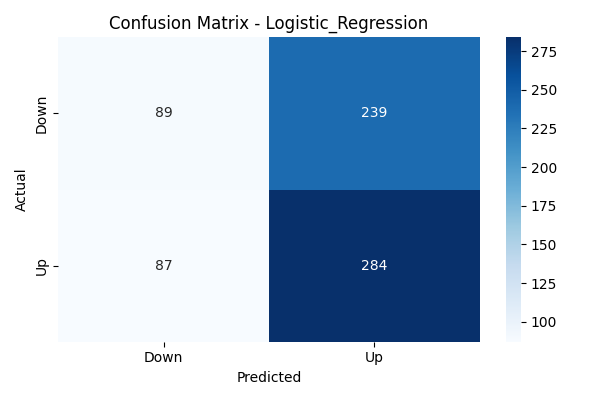 Confusion Matrix - Logistic_Regression
Actual
Down
89
239
Up
87
284
Down
Up
Predicted
275
250
225
200
175
150
125
100